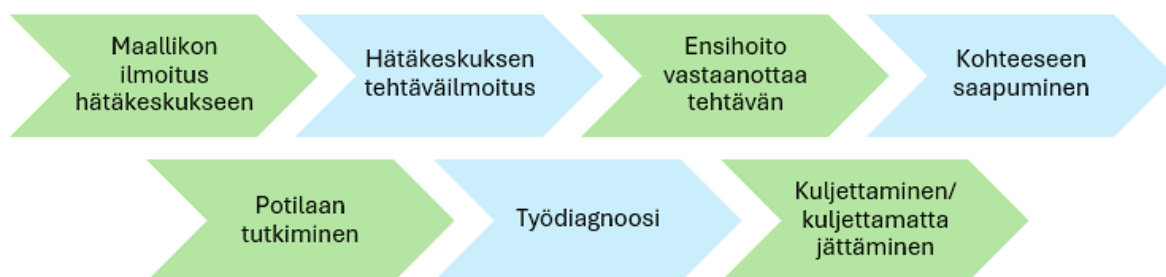 Maallikon
ilmoitus
hätäkeskukseen
Hätäkeskuksen
tehtäväilmoitus
Ensihoito
vastaanottaa
tehtävän
Kohteeseen
saapuminen
Potilaan
tutkiminen
Työdiagnoosi
Kuljettaminen/
kuljettamatta
jättäminen